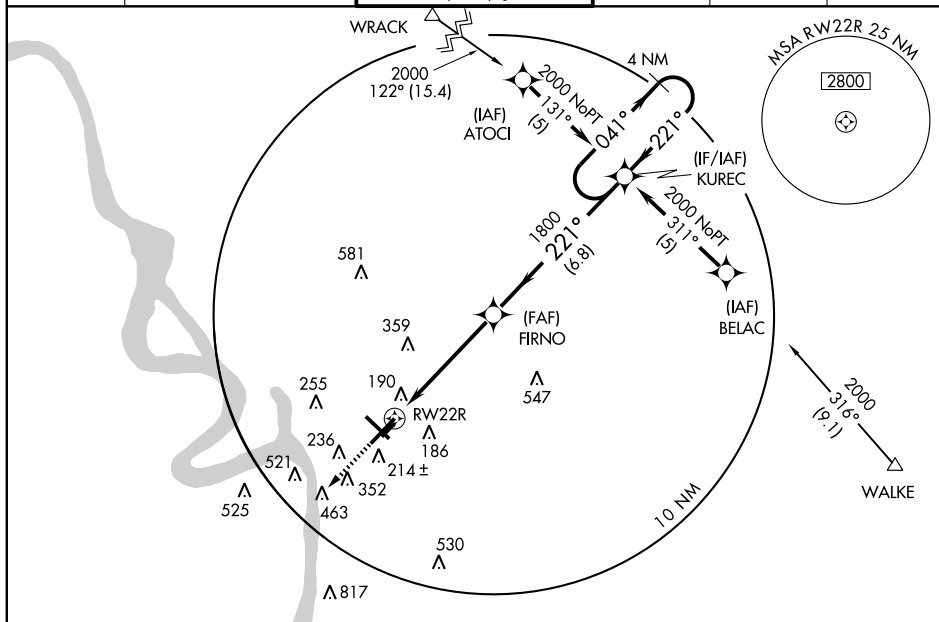 WRACK
2000
122° (15.4)
(IAF)
ATOCI
2000 NoPT
131°
(5)
4 NM
041°
221°
(IF/IAF)
KUREC
MSA RW22R 25 NM
2800
2000 NoPT
311°
(5)
(IAF)
BELAC
1800
221°
(6.8)
(FAF)
FIRNO
581
359
547
190
255
RW22R
186
236
214 ±
521
352
525
463
530
817
10 NM
2000
316°
(9.1)
WALKE